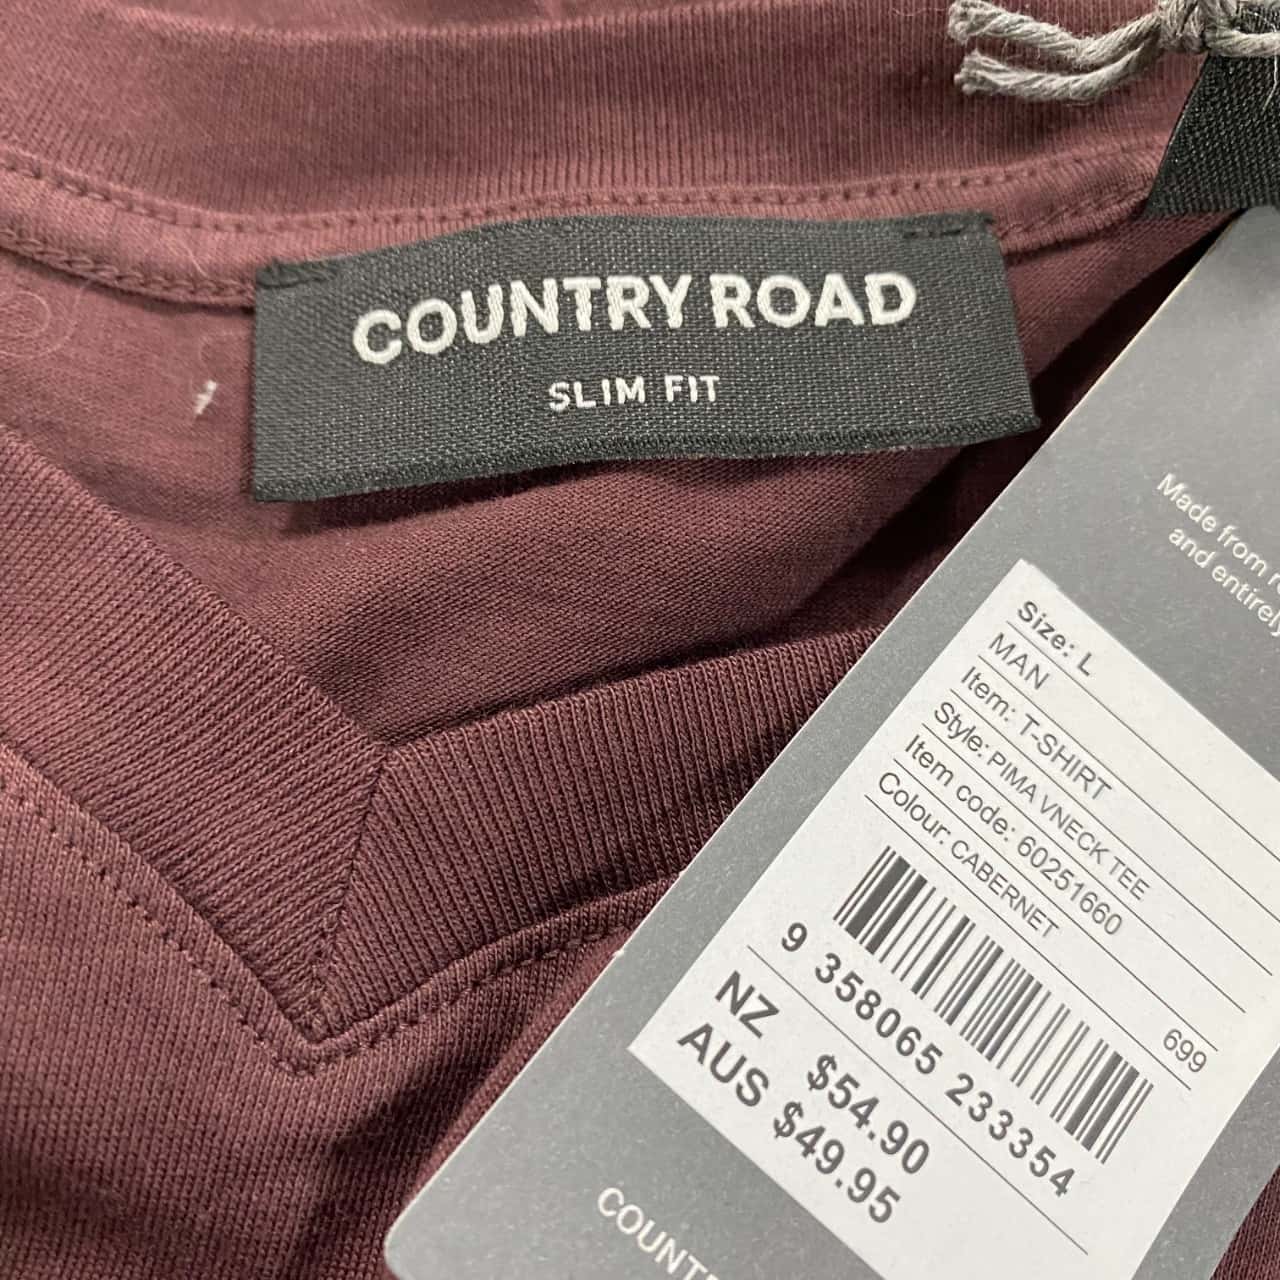 COUNTRY ROAD
SLIM FIT
Made from
and entirely
Size: L
MAN
Item: T-SHIRT
Style: PIMA VNECK TEE
Item code: 60251660
Colour: CABERNET
699
9 358065 233354
NZ $54.90
AUS $49.95
COUNT